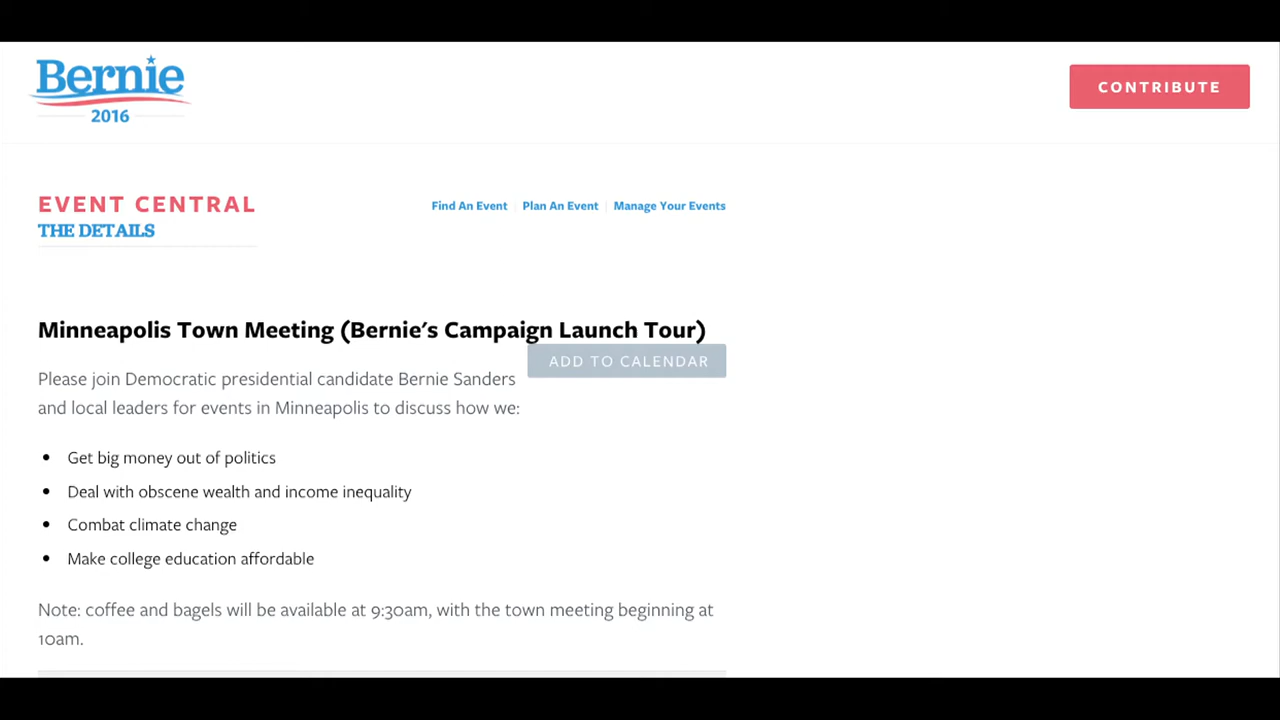 Bernie
2016
CONTRIBUTE
EVENT CENTRAL
THE DETAILS
Find An Event Plan An Event Manage Your Events
Minneapolis Town Meeting (Bernie's Campaign Launch Tour)
ADD TO CALENDAR
Please join Democratic presidential candidate Bernie Sanders
and local leaders for events in Minneapolis to discuss how we:
• Get big money out of politics
• Deal with obscene wealth and income inequality
• Combat climate change
• Make college education affordable
Note: coffee and bagels will be available at 9:30am, with the town meeting beginning at
10am.